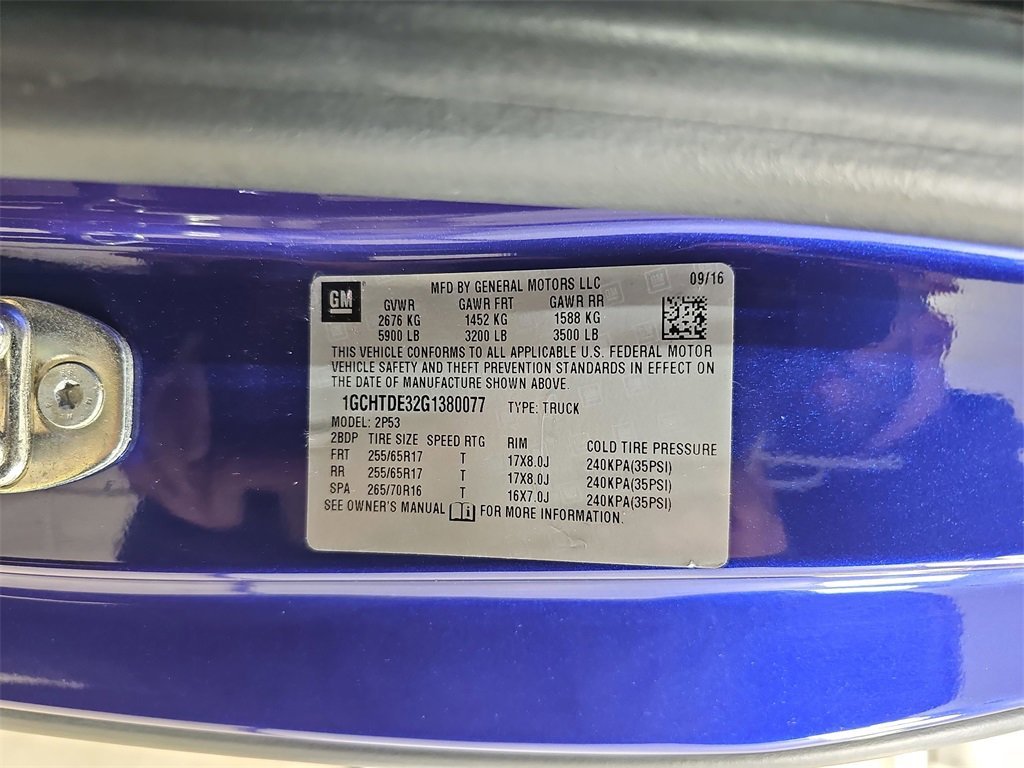 GM
MFD BY GENERAL MOTORS LLC 09/16
GVWR GAWR FRT GAWR RR
2676 KG 1452 KG 1588 KG
5900 LB 3200 LB 3500 LB
THIS VEHICLE CONFORMS TO ALL APPLICABLE U.S. FEDERAL MOTOR
VEHICLE SAFETY AND THEFT PREVENTION STANDARDS IN EFFECT ON
THE DATE OF MANUFACTURE SHOWN ABOVE.
1GCHTDE32G1380077 TYPE: TRUCK
MODEL: 2P53
2BDP TIRE SIZE SPEED RTG RIM COLD TIRE PRESSURE
FRT 255/65R17 T 17X8.0J 240KPA(35PSI)
RR 255/65R17 T 17X8.0J 240KPA(35PSI)
SPA 265/70R16 T 16X7.0J 240KPA(35PSI)
SEE OWNER'S MANUAL FOR MORE INFORMATION.